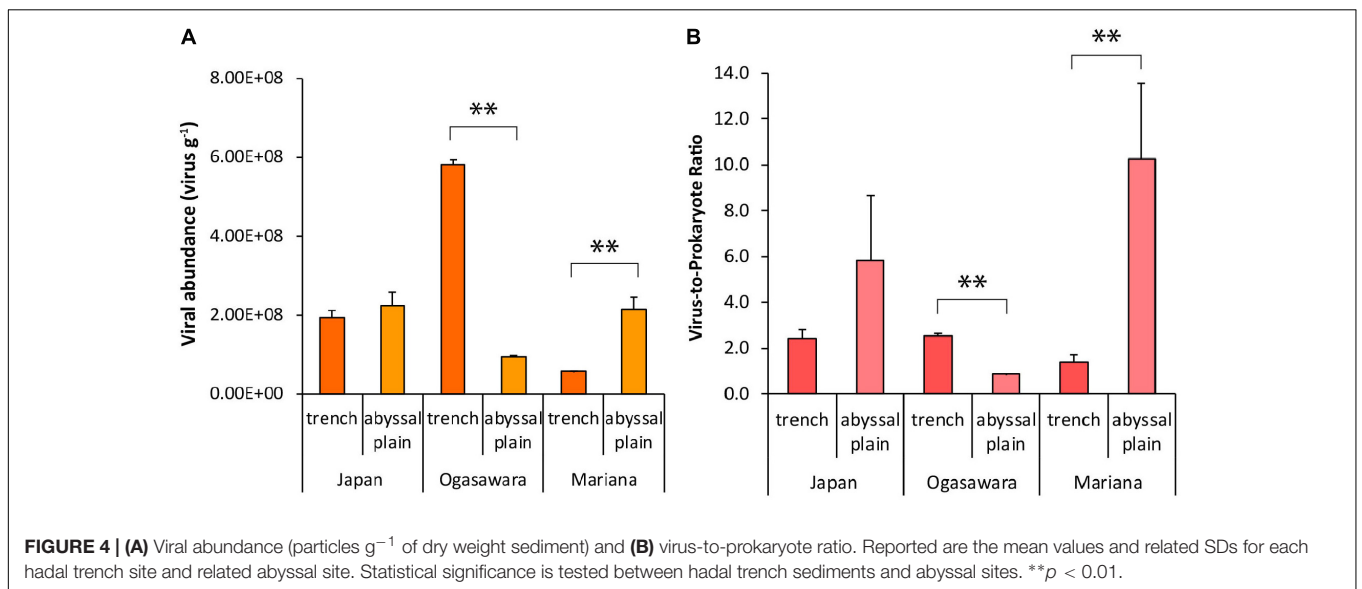 A
Viral abundance (virus g-1)
8.00E+08
6.00E+08
4.00E+08
2.00E+08
0.00E+00
**
**
trench abyssal plain trench abyssal plain trench abyssal plain
Japan Ogasawara Mariana
B
Virus-to-Prokaryote Ratio
14.0
12.0
10.0
8.0
6.0
4.0
2.0
0.0
**
**
trench abyssal plain trench abyssal plain trench abyssal plain
Japan Ogasawara Mariana
FIGURE 4 | (A) Viral abundance (particles g−1 of dry weight sediment) and (B) virus-to-prokaryote ratio. Reported are the mean values and related SDs for each
hadal trench site and related abyssal site. Statistical significance is tested between hadal trench sediments and abyssal sites. **p < 0.01.